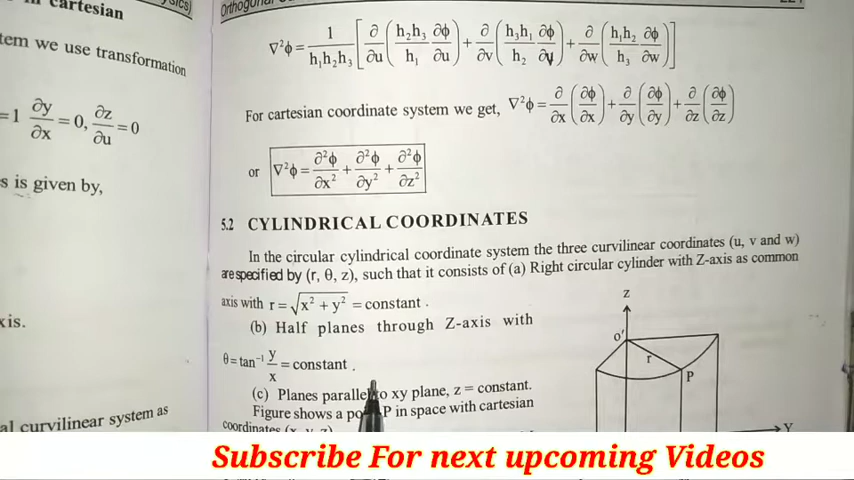 cartesian
Orthogonal
tem we use transformation
=1 ∂y/∂x = 0, ∂z/∂u = 0
s is given by,
xis.
al curvilinear system as
∇²ϕ = 1/(h₁h₂h₃) [∂/∂u (h₂h₃/h₁ ∂ϕ/∂u) + ∂/∂v (h₃h₁/h₂ ∂ϕ/∂v) + ∂/∂w (h₁h₂/h₃ ∂ϕ/∂w)]
For cartesian coordinate system we get, ∇²ϕ = ∂/∂x (∂ϕ/∂x) + ∂/∂y (∂ϕ/∂y) + ∂/∂z (∂ϕ/∂z)
or ∇²ϕ = ∂²ϕ/∂x² + ∂²ϕ/∂y² + ∂²ϕ/∂z²
5.2 CYLINDRICAL COORDINATES
In the circular cylindrical coordinate system the three curvilinear coordinates (u, v and w)
are specified by (r, θ, z), such that it consists of (a) Right circular cylinder with Z-axis as common
axis with r = √(x² + y²) = constant .
(b) Half planes through Z-axis with
θ = tan⁻¹ y/x = constant .
(c) Planes parallel to xy plane, z = constant.
Figure shows a P in space with cartesian
coordinates (x, y, z)
Z
o'
r
P
Y
Subscribe For next upcoming Videos